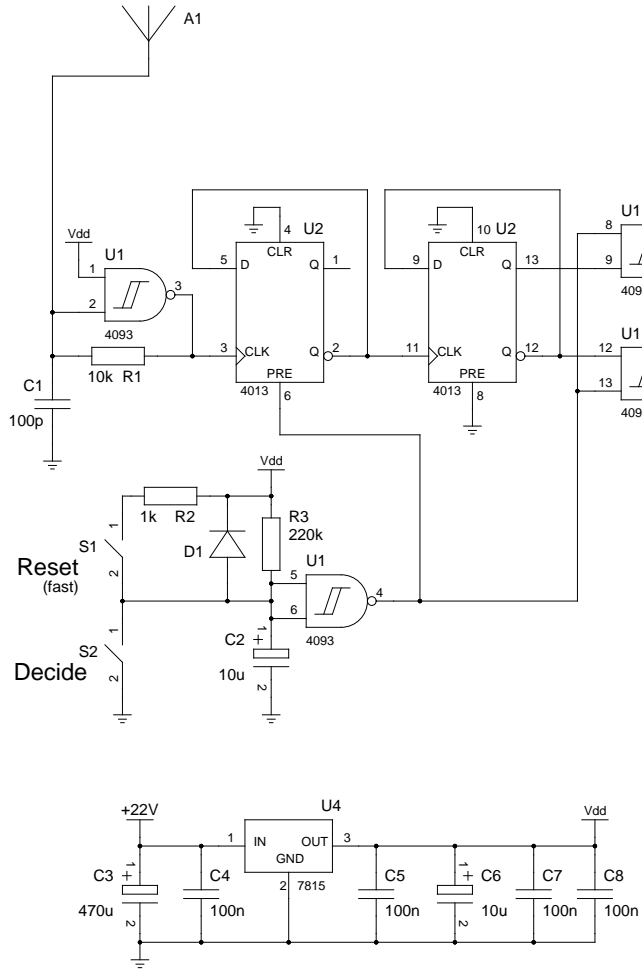 A1
U2
U2
U1
4
10
8
Vdd
U1
CLR
CLR
5
D
Q
1
9
D
Q
13
9
1
3
409
2
U1
4093
3
CLK
Q
2
11
CLK
Q
12
12
C1
10k R1
PRE
PRE
13
100p
4013
6
4013
8
409
Vdd
1
1k R2
R3
220k
S1
D1
U1
Reset
(fast)
2
5
4
6
1
C2
1
+
4093
S2
10u
Decide
2
2
+22V
U4
Vdd
1
IN
OUT
3
GND
C3
1
+
C4
2
7815
C5
1
+
C6
C7
C8
470u
2
100n
100n
10u
2
100n
100n